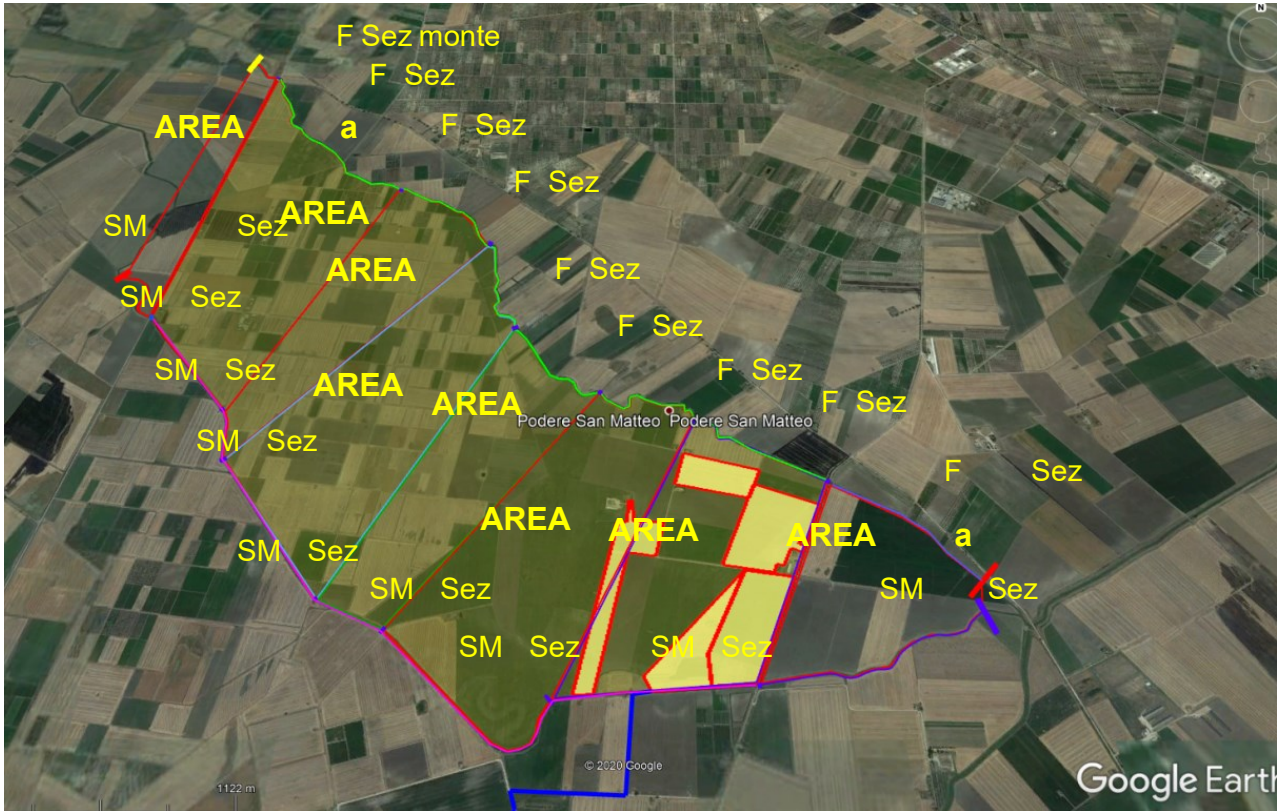 N
F Sez monte
F Sez
AREA
a
F Sez
F Sez
AREA
SM Sez
AREA
F Sez
SM Sez
F Sez
SM Sez
F Sez
AREA
AREA
F Sez
Podere San Matteo Podere San Matteo
SM Sez
F Sez
AREA
AREA
AREA
a
SM Sez
SM Sez
SM Sez
SM Sez
SM Sez
© 2020 Google
1122 m
Google Earth